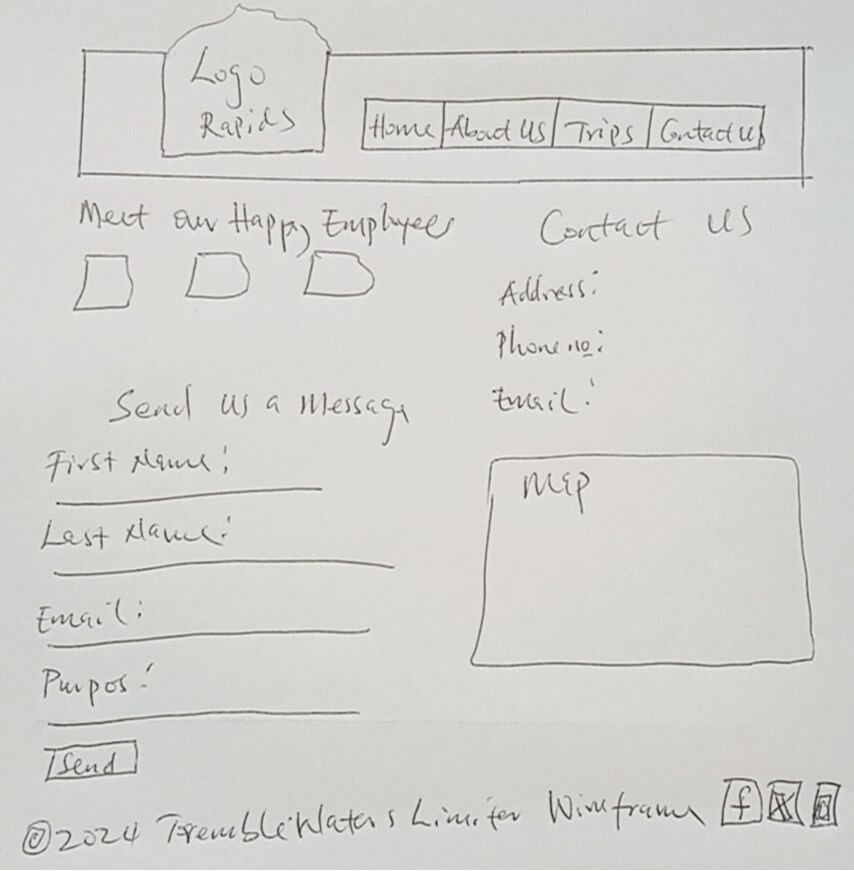 Logo
Rapids
Home About Us Trips Contact us
Meet our Happy Employees
Contact us
Address:
Phone no:
Email:
Send us a message
First Name:
Last Name:
Email:
Purpos:
Send
Map
©2024 TrembleWaters Limiter Wireframe f X